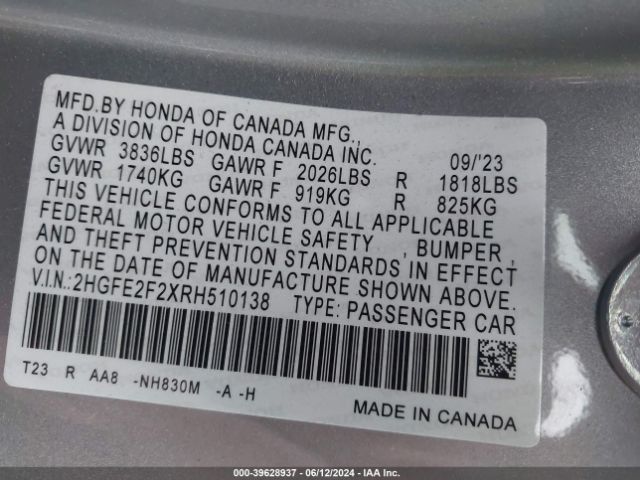 MFD.BY HONDA OF CANADA MFG.,
A DIVISION OF HONDA CANADA INC. 09/'23
GVWR 3836LBS GAWR F 2026LBS R 1818LBS
GVWR 1740KG GAWR F 919KG R 825KG
THIS VEHICLE CONFORMS TO ALL APPLICABLE
FEDERAL MOTOR VEHICLE SAFETY , BUMPER ,
AND THEFT PREVENTION STANDARDS IN EFFECT
ON THE DATE OF MANUFACTURE SHOWN ABOVE.
V.I.N.:2HGFE2F2XRH510138 TYPE: PASSENGER CAR
T23 R AA8 -NH830M -A -H
MADE IN CANADA
000-39628937 - 06/12/2024 - IAA Inc.